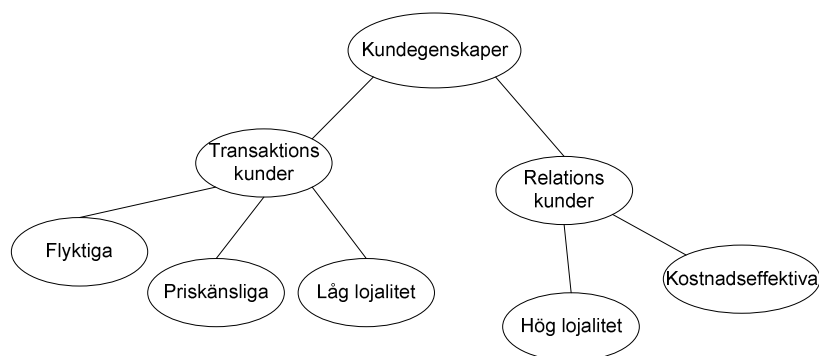 Kundegenskaper
Transaktions
kunder
Relations
kunder
Flyktiga
Priskänsliga
Låg lojalitet
Kostnadseffektiva
Hög lojalitet